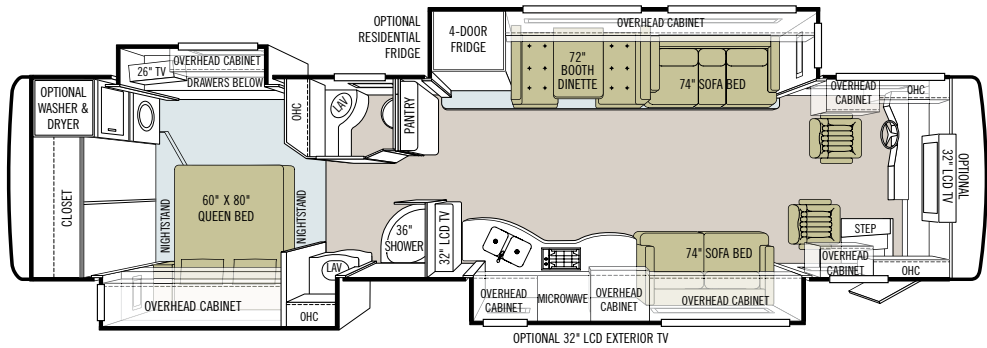 OPTIONAL
RESIDENTIAL
FRIDGE
4-DOOR
FRIDGE
OVERHEAD CABINET
72"
BOOTH
DINETTE
74" SOFA BED
26" TV
OVERHEAD CABINET
DRAWERS BELOW
OPTIONAL
WASHER &
DRYER
OHC
LAV
PANTRY
OVERHEAD
CABINET
OHC
OPTIONAL
32" LCD TV
CLOSET
NIGHTSTAND
60" X 80"
QUEEN BED
NIGHTSTAND
36"
SHOWER
32" LCD TV
74" SOFA BED
STEP
LAV
OVERHEAD
CABINET
OHC
OVERHEAD CABINET
OHC
OVERHEAD
CABINET
MICROWAVE
OVERHEAD
CABINET
OVERHEAD CABINET
OPTIONAL 32" LCD EXTERIOR TV